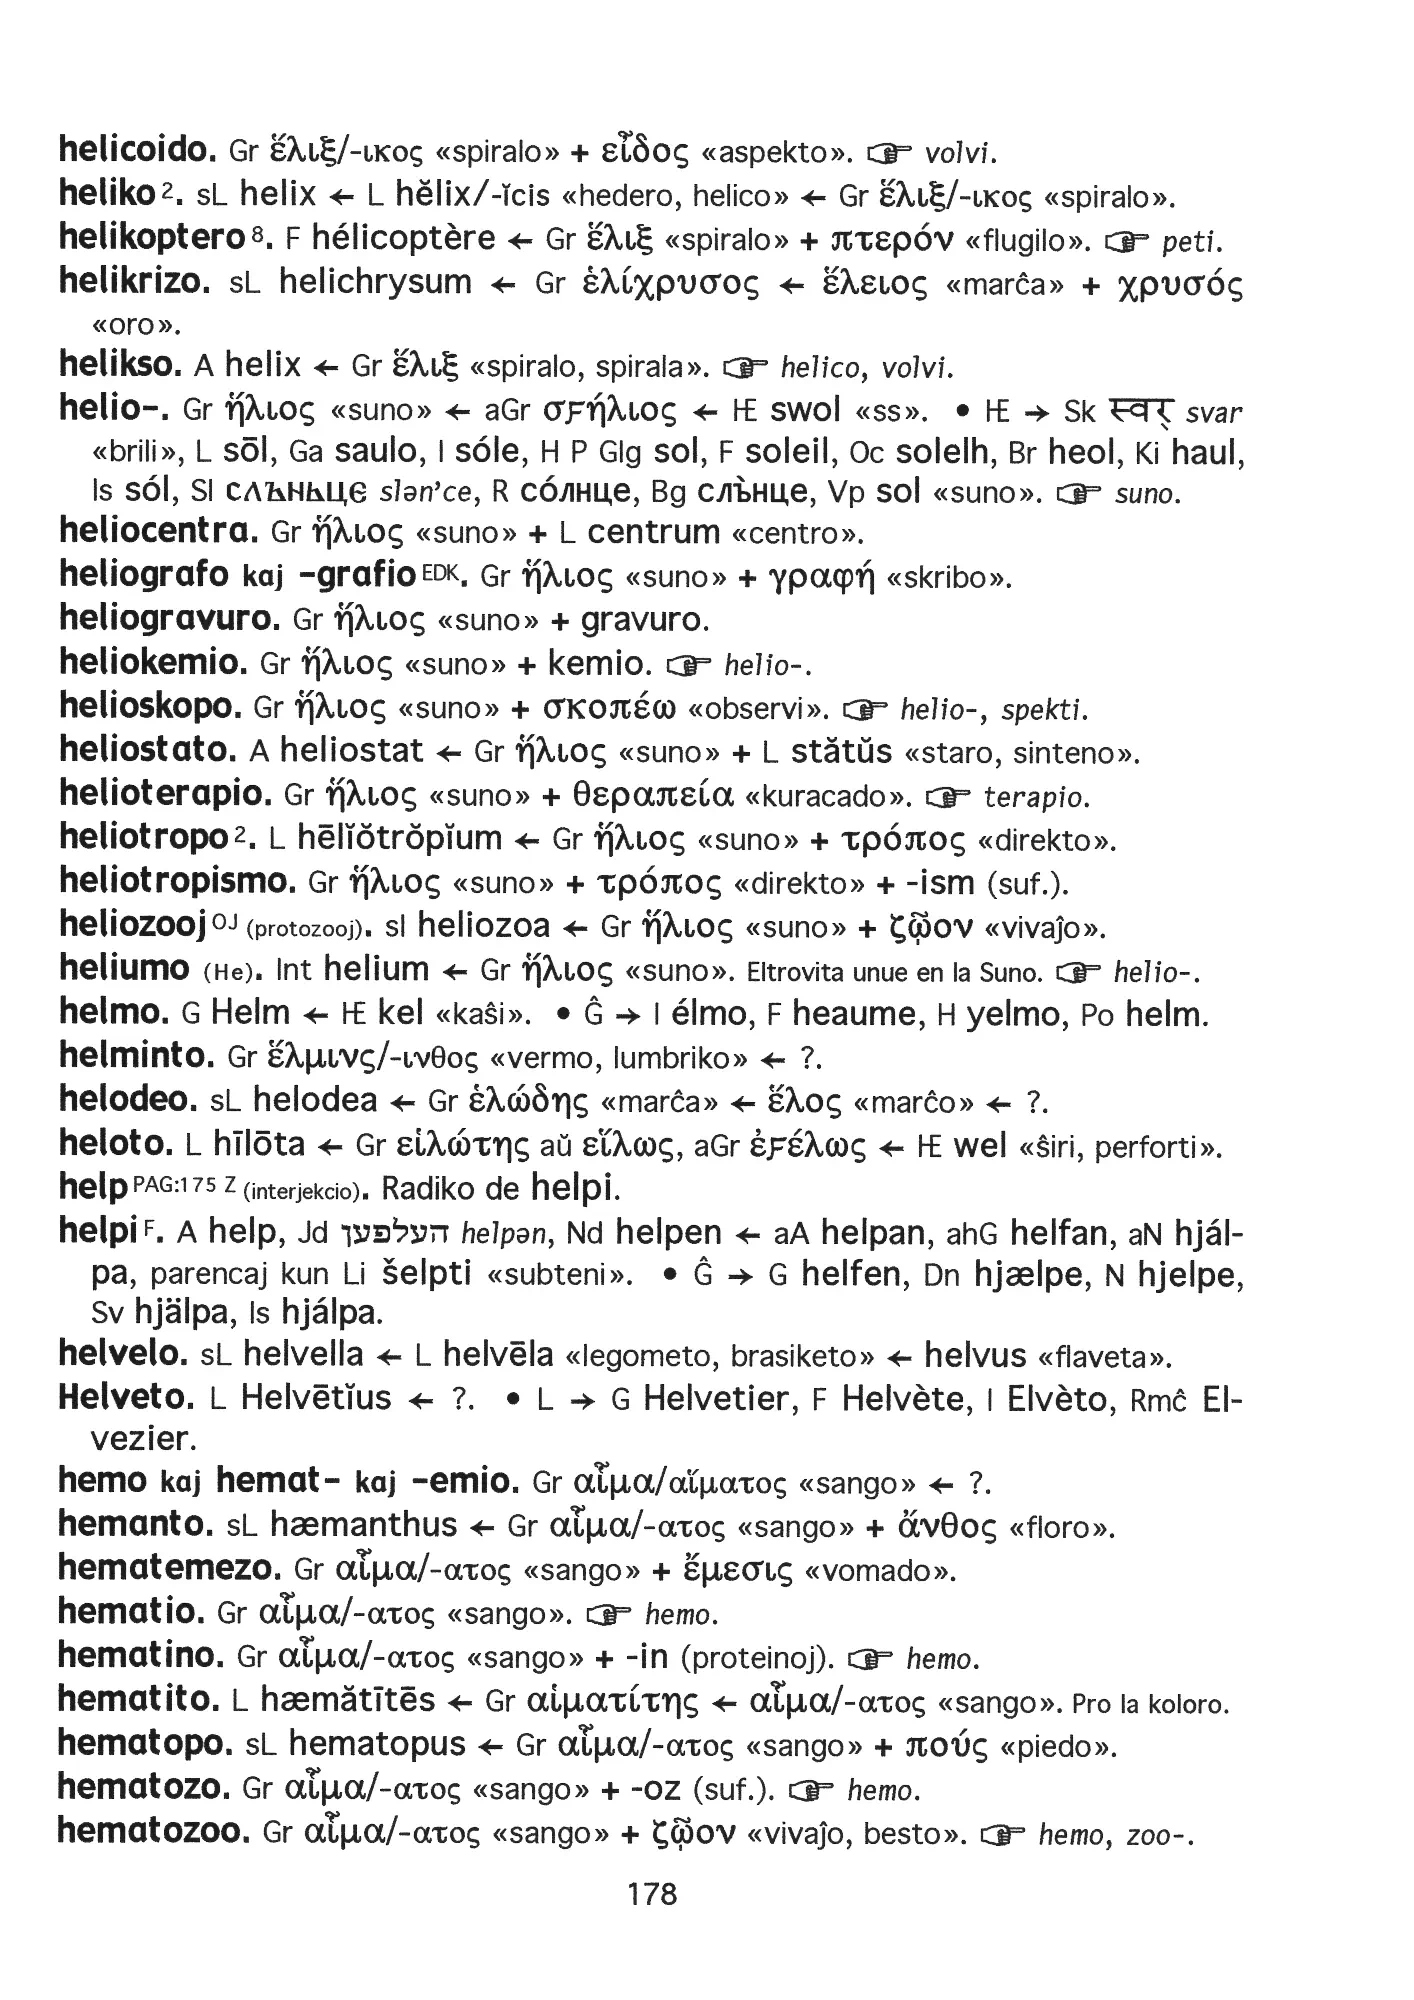 helicoido. Gr ἕλιξ/-ικος «spiralo» + εἶδος «aspekto». ☞ volvi.
heliko². sL helix ← L hĕlix/-ĭcis «hedero, helico» ← Gr ἕλιξ/-ικος «spiralo».
helikoptero⁸. F hélicoptère ← Gr ἕλιξ «spiralo» + πτερόν «flugilo». ☞ peti.
helikrizo. sL helichrysum ← Gr ἑλίχρυσος ← ἕλειος «marĉa» + χρυσός
«oro».
helikso. A helix ← Gr ἕλιξ «spiralo, spirala». ☞ helico, volvi.
helio-. Gr ἥλιος «suno» ← aGr σϝήλιος ← IE swol «ss». • IE → Sk स्वर् svar
«brili», L sōl, Ga saulo, I sóle, H P Glg sol, F soleil, Oc solelh, Br heol, Ki haul,
Is sól, Sl слъньцє slən’ce, R сóлнце, Bg слъ̀нце, Vp sol «suno». ☞ suno.
heliocentra. Gr ἥλιος «suno» + L centrum «centro».
heliografo kaj -grafio EDK. Gr ἥλιος «suno» + γραφή «skribo».
heliogravuro. Gr ἥλιος «suno» + gravuro.
heliokemio. Gr ἥλιος «suno» + kemio. ☞ helio-.
helioskopo. Gr ἥλιος «suno» + σκοπέω «observi». ☞ helio-, spekti.
heliostato. A heliostat ← Gr ἥλιος «suno» + L stătŭs «staro, sinteno».
helioterapio. Gr ἥλιος «suno» + θεραπεία «kuracado». ☞ terapio.
heliotropo². L hēlĭŏtrŏpĭum ← Gr ἥλιος «suno» + τρόπος «direkto».
heliotropismo. Gr ἥλιος «suno» + τρόπος «direkto» + -ism (suf.).
heliozooj OJ (protozooj). sl heliozoa ← Gr ἥλιος «suno» + ζῷον «vivaĵo».
heliumo (He). Int helium ← Gr ἥλιος «suno». Eltrovita unue en la Suno. ☞ helio-.
helmo. G Helm ← IE kel «kaŝi». • Ĝ → I élmo, F heaume, H yelmo, Po helm.
helminto. Gr ἕλμινς/-ινθος «vermo, lumbriko» ← ?.
helodeo. sL helodea ← Gr ἑλώδης «marĉa» ← ἕλος «marĉo» ← ?.
heloto. L hīlōta ← Gr εἱλώτης aŭ εἵλως, aGr ἐϝέλως ← IE wel «ŝiri, perforti».
help PAG:175 Z (interjekcio). Radiko de helpi.
helpi F. A help, Jd העלפּען helpən, Nd helpen ← aA helpan, ahG helfan, aN hjál-
pa, parencaj kun Li šelpti «subteni». • Ĝ → G helfen, Dn hjælpe, N hjelpe,
Sv hjälpa, Is hjálpa.
helvelo. sL helvella ← L helvēla «legometo, brasiketo» ← helvus «flaveta».
Helveto. L Helvētĭus ← ?. • L → G Helvetier, F Helvète, I Elvèto, Rmĉ El-
vezier.
hemo kaj hemat- kaj -emio. Gr αἷμα/αἵματος «sango» ← ?.
hemanto. sL hæmanthus ← Gr αἷμα/-ατος «sango» + ἄνθος «floro».
hematemezo. Gr αἷμα/-ατος «sango» + ἔμεσις «vomado».
hematio. Gr αἷμα/-ατος «sango». ☞ hemo.
hematino. Gr αἷμα/-ατος «sango» + -in (proteinoj). ☞ hemo.
hematito. L hæmătītēs ← Gr αἱματίτης ← αἷμα/-ατος «sango». Pro la koloro.
hematopo. sL hematopus ← Gr αἷμα/-ατος «sango» + πούς «piedo».
hematozo. Gr αἷμα/-ατος «sango» + -oz (suf.). ☞ hemo.
hematozoo. Gr αἷμα/-ατος «sango» + ζῷον «vivaĵo, besto». ☞ hemo, zoo-.
178